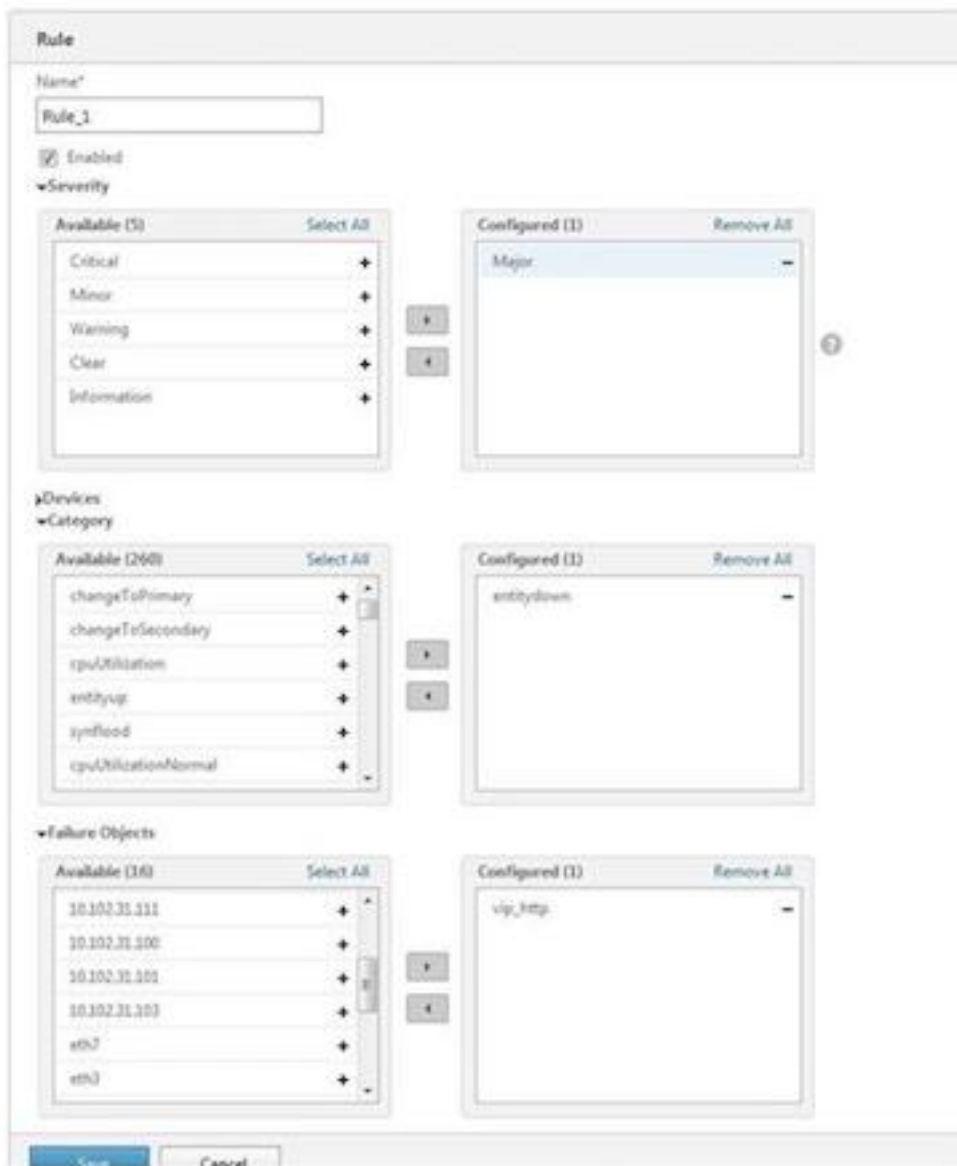 Rule
Name*
Rule_1
Enabled
Severity
Available (5) Select All
Critical
Minor
Warning
Clear
Information
Configured (1) Remove All
Major
?
Devices
Category
Available (260) Select All
changeToPrimary
changeToSecondary
cpuUtilization
entityup
synflood
cpuUtilizationNormal
Configured (1) Remove All
entitydown
Failure Objects
Available (16) Select All
10.102.31.111
10.102.31.100
10.102.31.101
10.102.31.103
eth7
eth3
Configured (1) Remove All
vip_http
Save Cancel